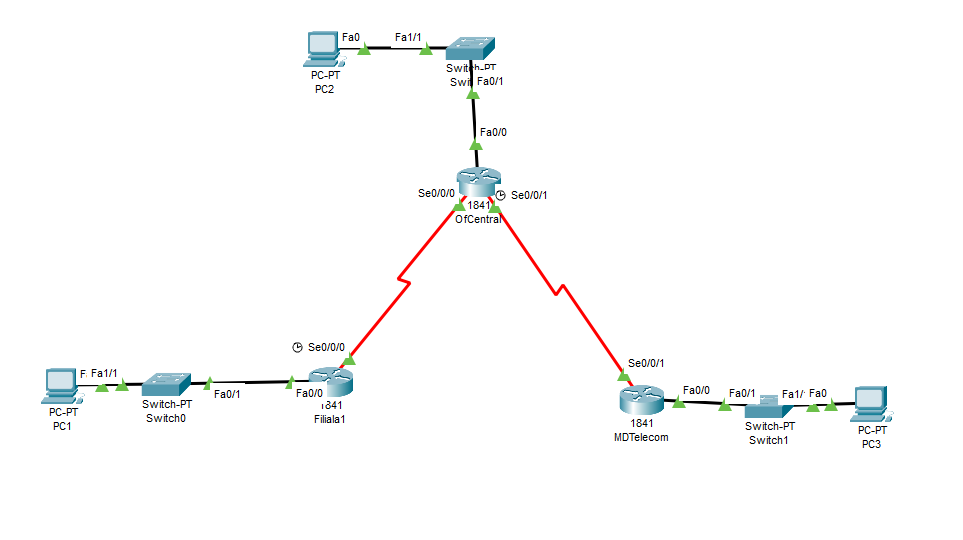 Fa0
Fa1/1
PC-PT
PC2
Fa0/1
Fa0/0
Se0/0/0
Se0/0/1
1841
OfCentral
Se0/0/0
Fa1/1
Fa0/1
Fa0/0
PC-PT
PC1
Switch-PT
Switch0
1841
Filiala1
Se0/0/1
Fa0/0
Fa0/1
Fa1/
Fa0
1841
MDTelecom
Switch-PT
Switch1
PC-PT
PC3